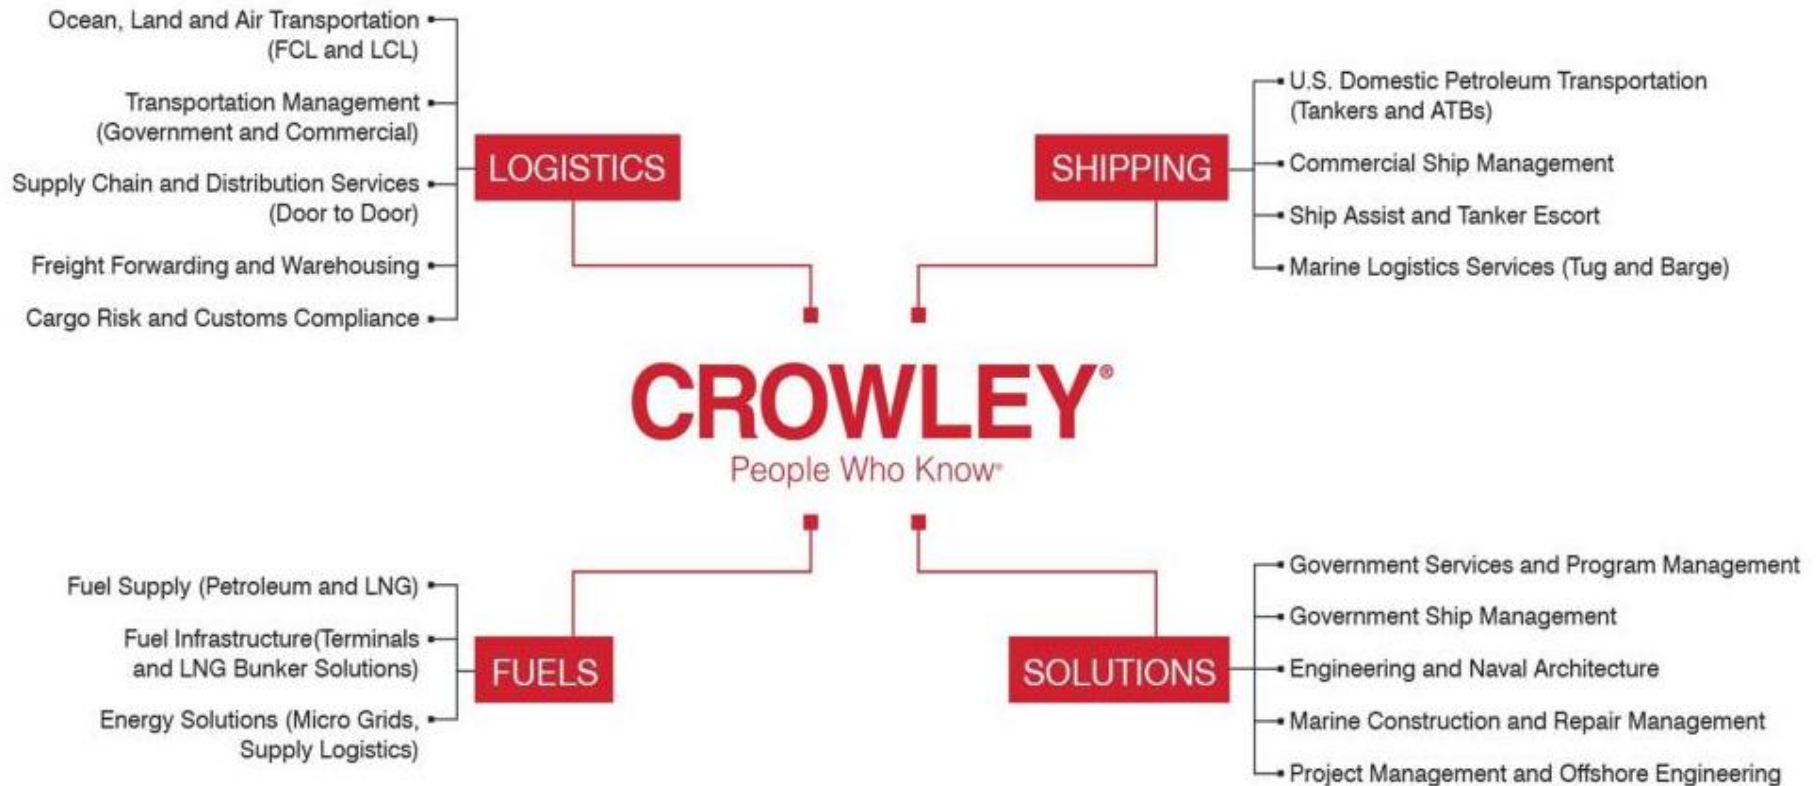 Ocean, Land and Air Transportation
(FCL and LCL)
Transportation Management
(Government and Commercial)
Supply Chain and Distribution Services
(Door to Door)
Freight Forwarding and Warehousing
Cargo Risk and Customs Compliance
LOGISTICS
SHIPPING
U.S. Domestic Petroleum Transportation
(Tankers and ATBs)
Commercial Ship Management
Ship Assist and Tanker Escort
Marine Logistics Services (Tug and Barge)
CROWLEY®
People Who Know®
Fuel Supply (Petroleum and LNG)
Fuel Infrastructure(Terminals
and LNG Bunker Solutions)
Energy Solutions (Micro Grids,
Supply Logistics)
FUELS
SOLUTIONS
Government Services and Program Management
Government Ship Management
Engineering and Naval Architecture
Marine Construction and Repair Management
Project Management and Offshore Engineering